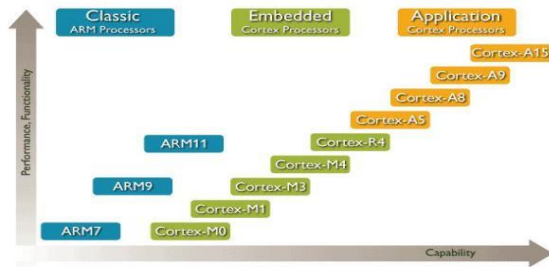 Classic
ARM Processors
Embedded
Cortex Processors
Application
Cortex Processors
Cortex-A15
Cortex-A9
Cortex-A8
Cortex-A5
ARM11
Cortex-R4
Cortex-M4
ARM9
Cortex-M3
Cortex-M1
ARM7
Cortex-M0
Performance, Functionality
Capability